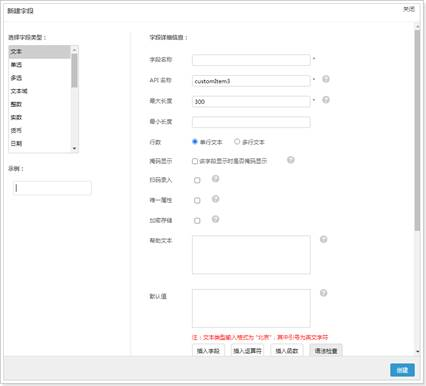 新建字段
关闭
选择字段类型：
文本
单选
多选
文本域
整数
实数
货币
日期
示例：
字段详细信息：
字段名称 *
API 名称 customItem3 * ?
最大长度 300 * ?
最小长度
行数 单行文本 多行文本
掩码显示 该字段显示时是否掩码显示 ?
扫码录入 ?
唯一属性 ?
加密存储 ?
帮助文本 ?
默认值 ?
注：文本类型输入格式为 "北京"；其中引号为英文字符
插入字段 插入运算符 插入函数 语法检查
创建